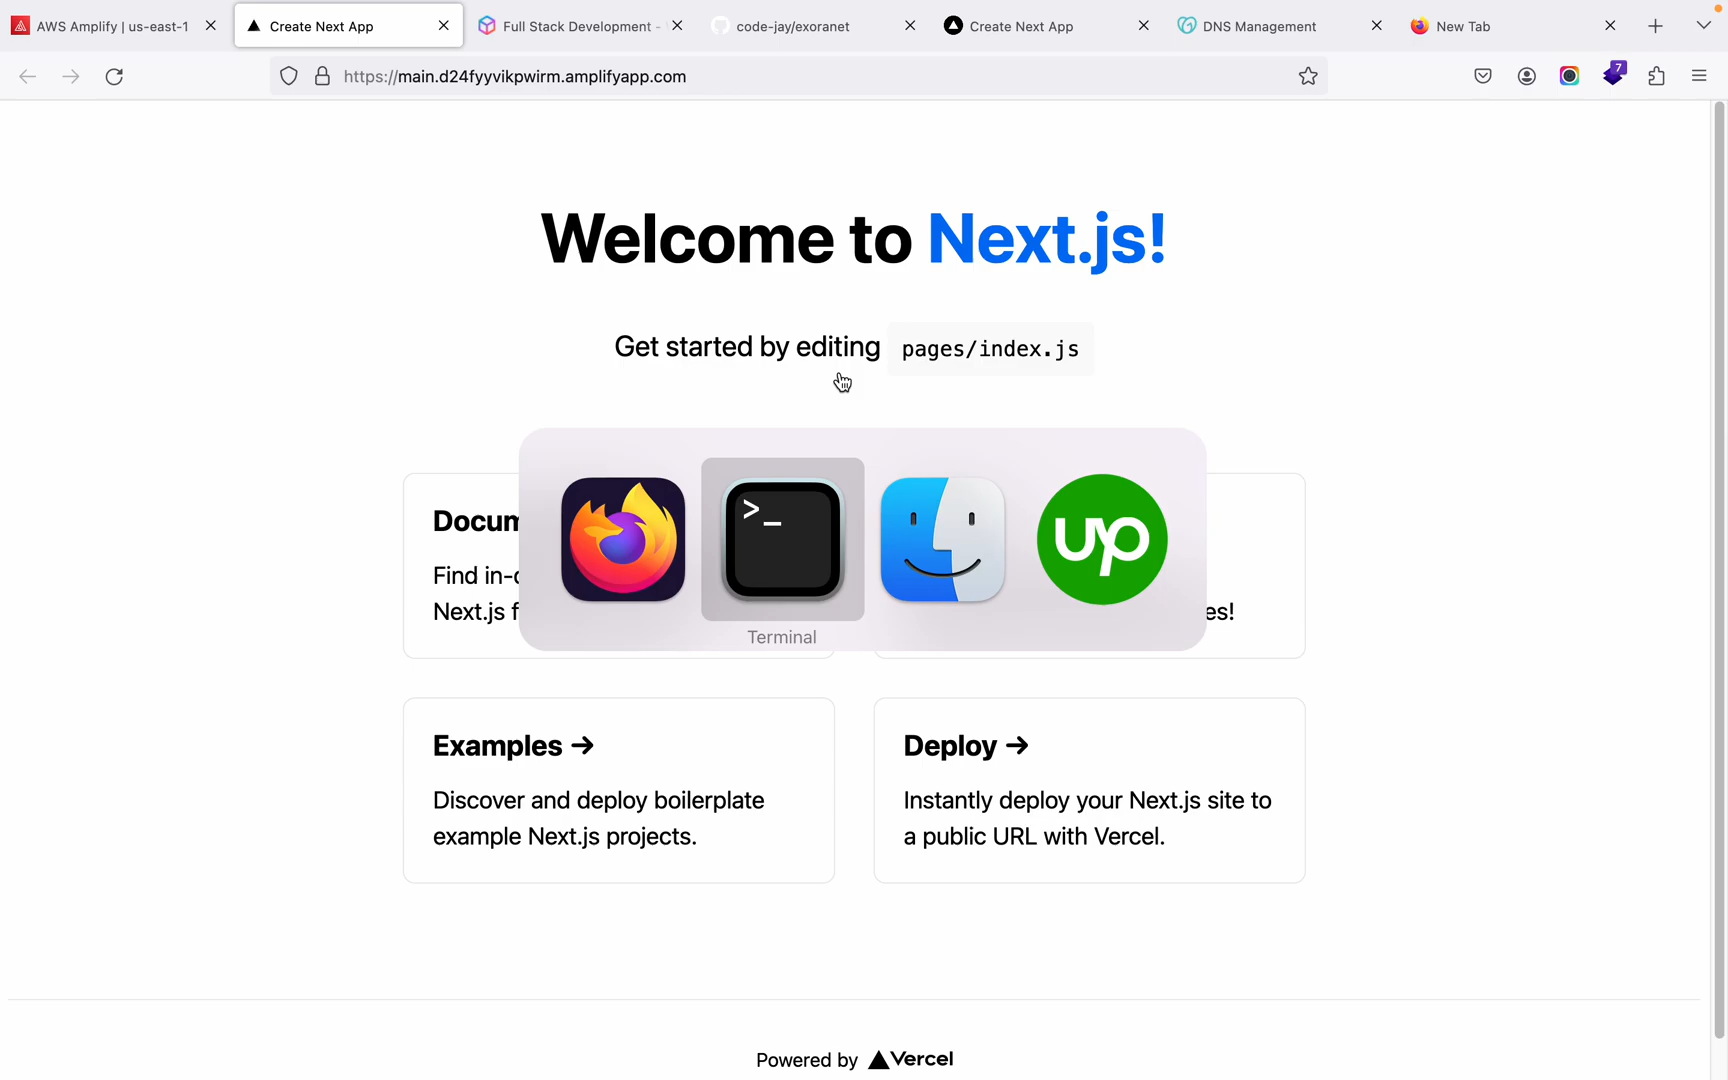 AWS Amplify | us-east-1
Create Next App
Full Stack Development -
code-jay/exoranet
Create Next App
DNS Management
New Tab
https://main.d24fyyvikpwirm.amplifyapp.com
7
Welcome to Next.js!
Get started by editing pages/index.js
Docum
Find in-
Next.js f
es!
>_
up
Terminal
Examples →
Discover and deploy boilerplate
example Next.js projects.
Deploy →
Instantly deploy your Next.js site to
a public URL with Vercel.
Powered by ▲Vercel